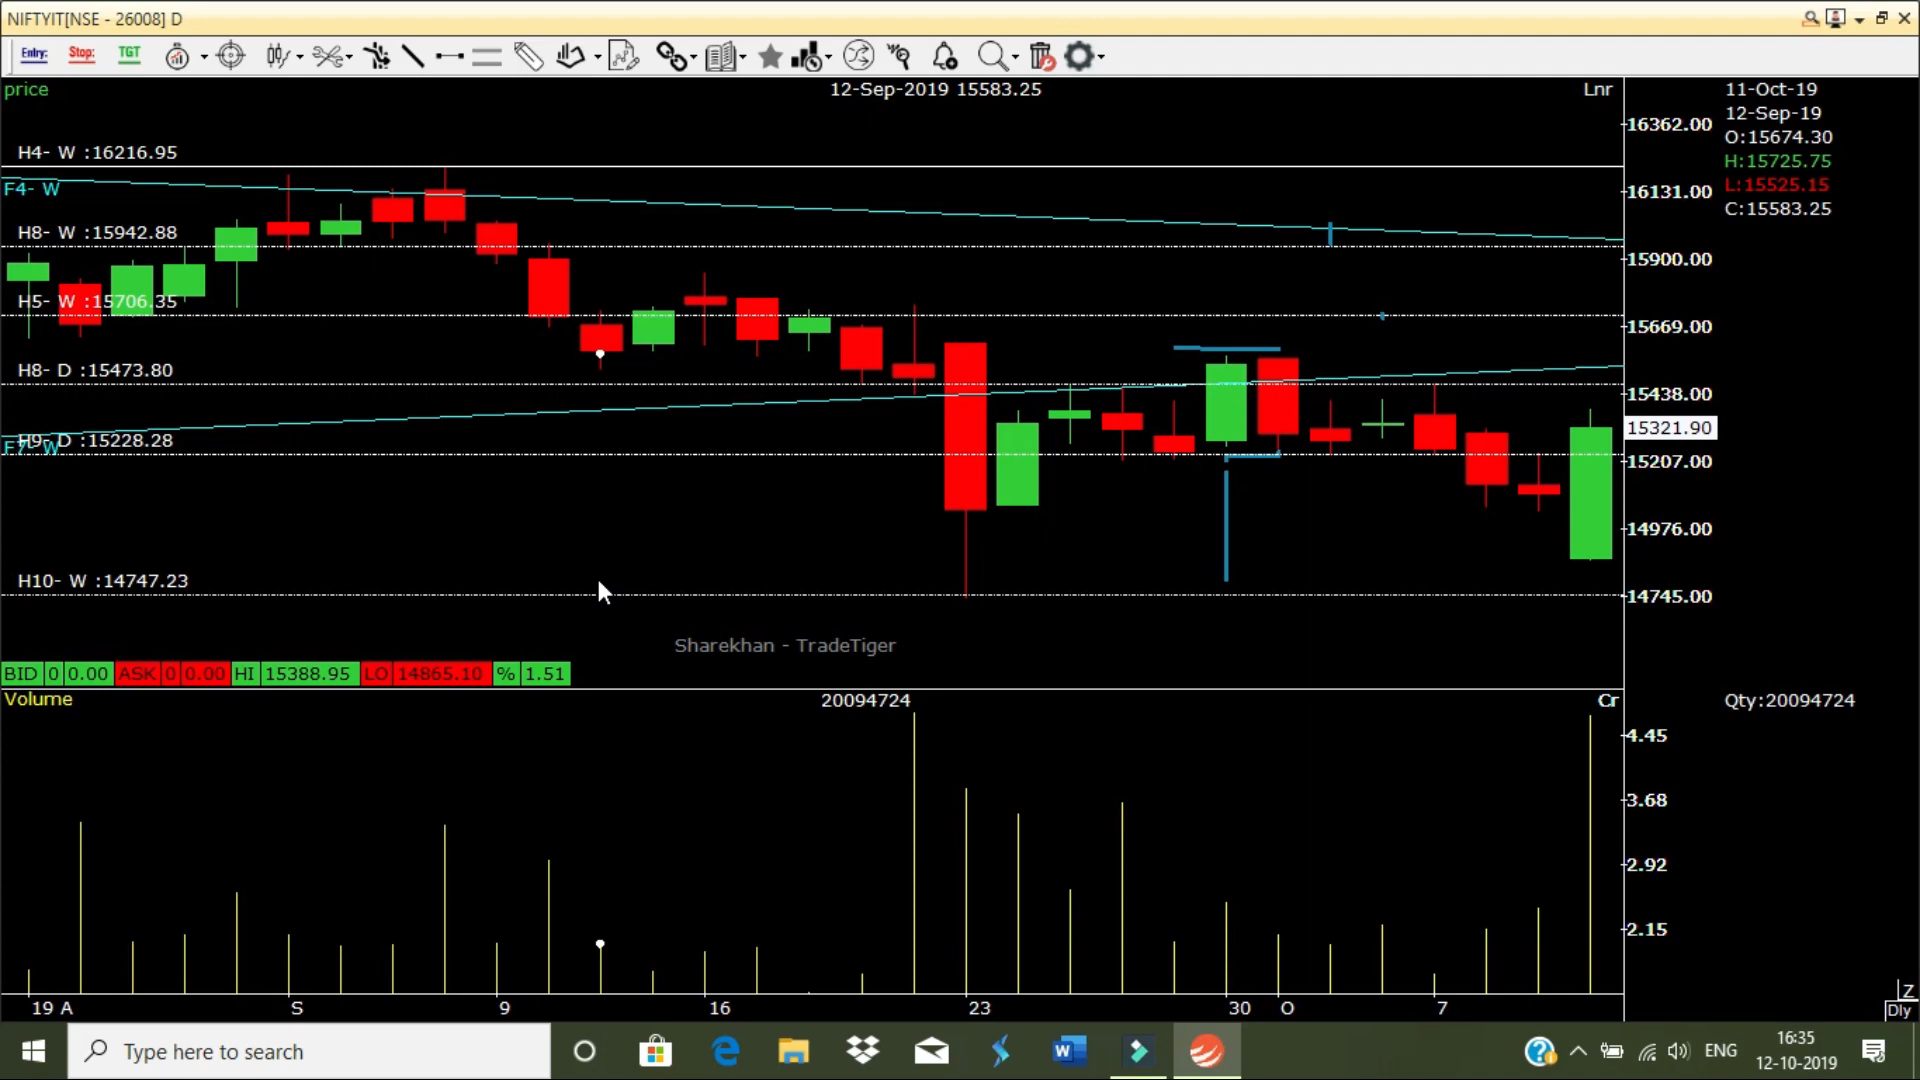 NIFTYIT[NSE - 26008] D
Entry: Stop: TGT
price
12-Sep-2019 15583.25
Lnr
11-Oct-19
12-Sep-19
O:15674.30
H:15725.75
L:15525.15
C:15583.25
16362.00
16131.00
15900.00
15669.00
15438.00
15321.90
15207.00
14976.00
14745.00
H4- W :16216.95
F4- W
H8- W :15942.88
H5- W :15706.35
H8- D :15473.80
H9- D :15228.28
F7- W
H10- W :14747.23
Sharekhan - TradeTiger
BID 0 0.00 ASK 0 0.00 HI 15388.95 LO 14865.10 % 1.51
Volume
20094724
Cr
Qty:20094724
4.45
3.68
2.92
2.15
19 A S 9 16 23 30 O 7
Z
Dly
Type here to search
W
ENG
16:35
12-10-2019